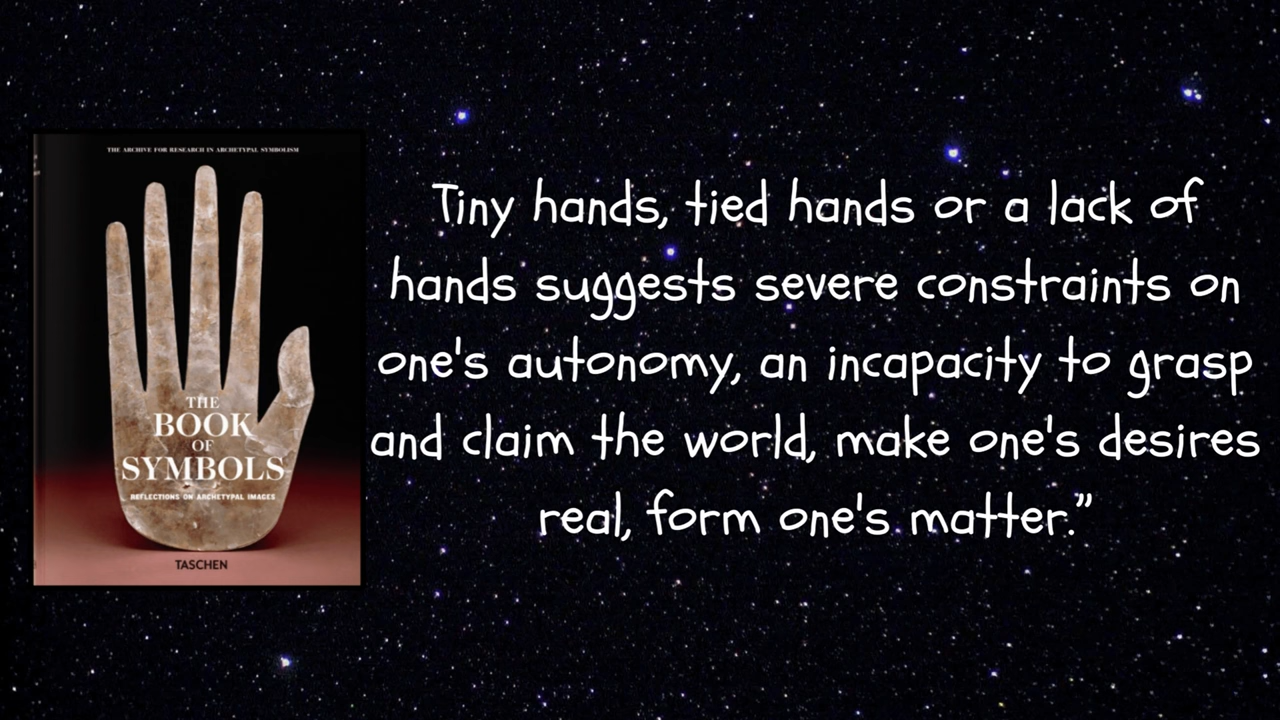 THE ARCHIVE FOR RESEARCH IN ARCHETYPAL SYMBOLISM
THE
BOOK
OF
SYMBOLS
REFLECTIONS ON ARCHETYPAL IMAGES
TASCHEN
Tiny hands, tied hands or a lack of
hands suggests severe constraints on
one's autonomy, an incapacity to grasp
and claim the world, make one's desires
real, form one's matter.”